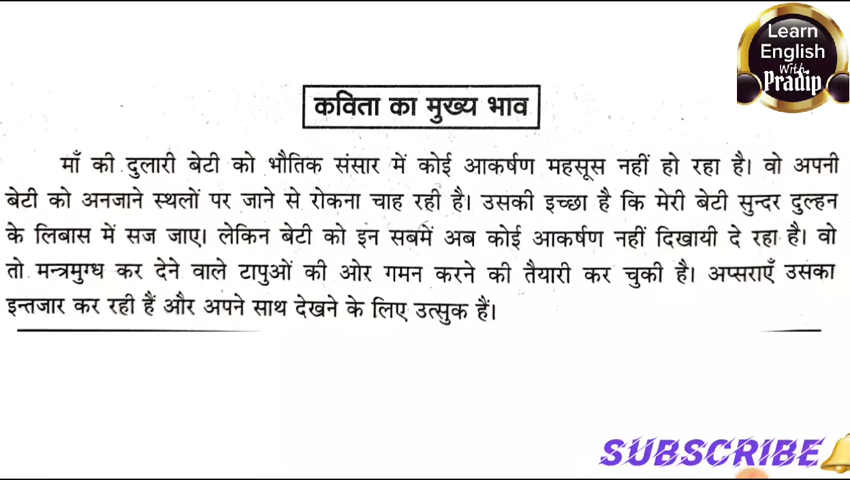 Learn
English
With
Pradip
कविता का मुख्य भाव
माँ की दुलारी बेटी को भौतिक संसार में कोई आकर्षण महसूस नहीं हो रहा है। वो अपनी
बेटी को अनजाने स्थलों पर जाने से रोकना चाह रही है। उसकी इच्छा है कि मेरी बेटी सुन्दर दुल्हन
के लिबास में सज जाए। लेकिन बेटी को इन सबमें अब कोई आकर्षण नहीं दिखायी दे रहा है। वो
तो मन्त्रमुग्ध कर देने वाले टापुओं की ओर गमन करने की तैयारी कर चुकी है। अप्सराएँ उसका
इन्तजार कर रही हैं और अपने साथ देखने के लिए उत्सुक हैं।
SUBSCRIBE